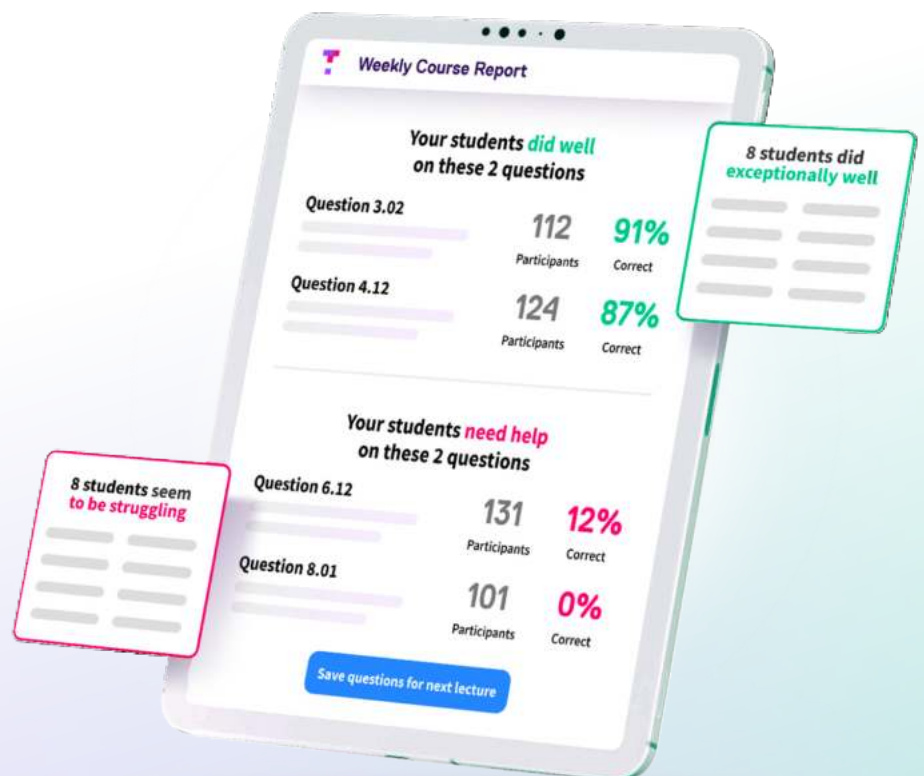 Weekly Course Report
Your students did well
on these 2 questions
Question 3.02
112
Participants
91%
Correct
Question 4.12
124
Participants
87%
Correct
8 students did
exceptionally well
Your students need help
on these 2 questions
8 students seem
to be struggling
Question 6.12
131
Participants
12%
Correct
Question 8.01
101
Participants
0%
Correct
Save questions for next lecture